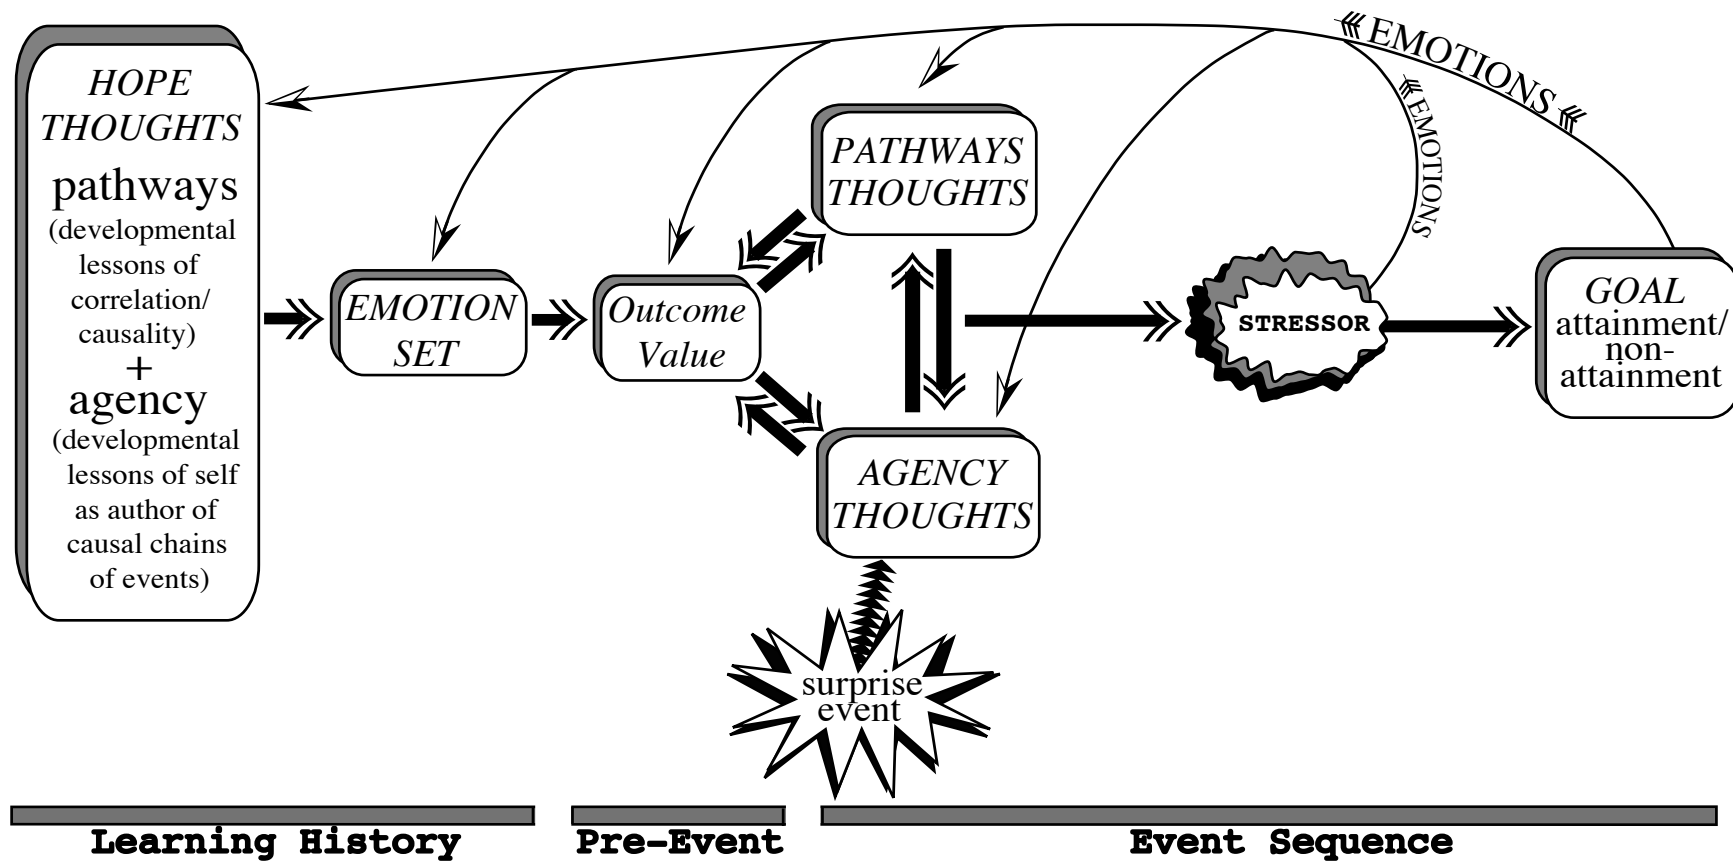 HOPE
THOUGHTS
pathways
(developmental
lessons of
correlation/
causality)
+
agency
(developmental
lessons of self
as author of
causal chains
of events)
EMOTION
SET
Outcome
Value
PATHWAYS
THOUGHTS
AGENCY
THOUGHTS
surprise
event
STRESSOR
EMOTIONS
EMOTIONS
GOAL
attainment/
non-
attainment
Learning History
Pre-Event
Event Sequence